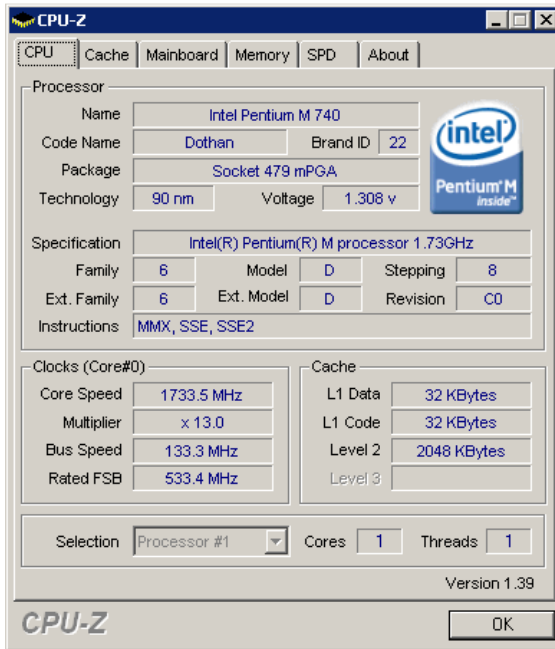 CPU-Z
CPU Cache Mainboard Memory SPD About
Processor
Name Intel Pentium M 740
Code Name Dothan Brand ID 22
Package Socket 479 mPGA
Technology 90 nm Voltage 1.308 v
intel
Pentium® M
inside™
Specification Intel(R) Pentium(R) M processor 1.73GHz
Family 6 Model D Stepping 8
Ext. Family 6 Ext. Model D Revision C0
Instructions MMX, SSE, SSE2
Clocks (Core#0)
Core Speed 1733.5 MHz
Multiplier x 13.0
Bus Speed 133.3 MHz
Rated FSB 533.4 MHz
Cache
L1 Data 32 KBytes
L1 Code 32 KBytes
Level 2 2048 KBytes
Level 3
Selection Processor #1 Cores 1 Threads 1
Version 1.39
CPU-Z OK